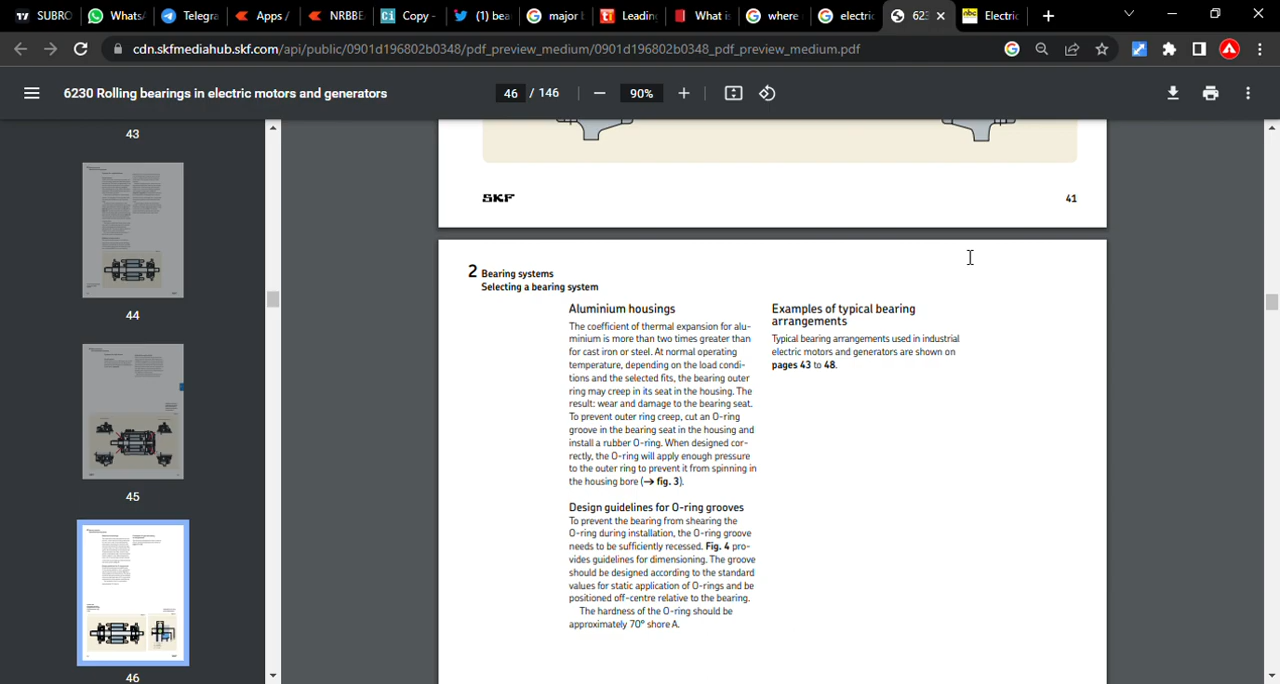 SUBRO
Whats
Telegra
Apps /
NRBBE
Copy -
(1) bea
major
Leadin
What i
where
electri
623
Electric
cdn.skfmediahub.skf.com/api/public/0901d196802b0348/pdf_preview_medium/0901d196802b0348_pdf_preview_medium.pdf
6230 Rolling bearings in electric motors and generators
46 / 146
90%
43
44
45
46
SKF
41
2 Bearing systems
Selecting a bearing system
Aluminium housings
The coefficient of thermal expansion for alu-
minium is more than two times greater than
for cast iron or steel. At normal operating
temperature, depending on the load condi-
tions and the selected fits, the bearing outer
ring may creep in its seat in the housing. The
result: wear and damage to the bearing seat.
To prevent outer ring creep, cut an O-ring
groove in the bearing seat in the housing and
install a rubber O-ring. When designed cor-
rectly, the O-ring will apply enough pressure
to the outer ring to prevent it from spinning in
the housing bore (→ fig. 3).
Design guidelines for O-ring grooves
To prevent the bearing from shearing the
O-ring during installation, the O-ring groove
needs to be sufficiently recessed. Fig. 4 pro-
vides guidelines for dimensioning. The groove
should be designed according to the standard
values for static application of O-rings and be
positioned off-centre relative to the bearing.
The hardness of the O-ring should be
approximately 70° shore A.
Examples of typical bearing
arrangements
Typical bearing arrangements used in industrial
electric motors and generators are shown on
pages 43 to 48.